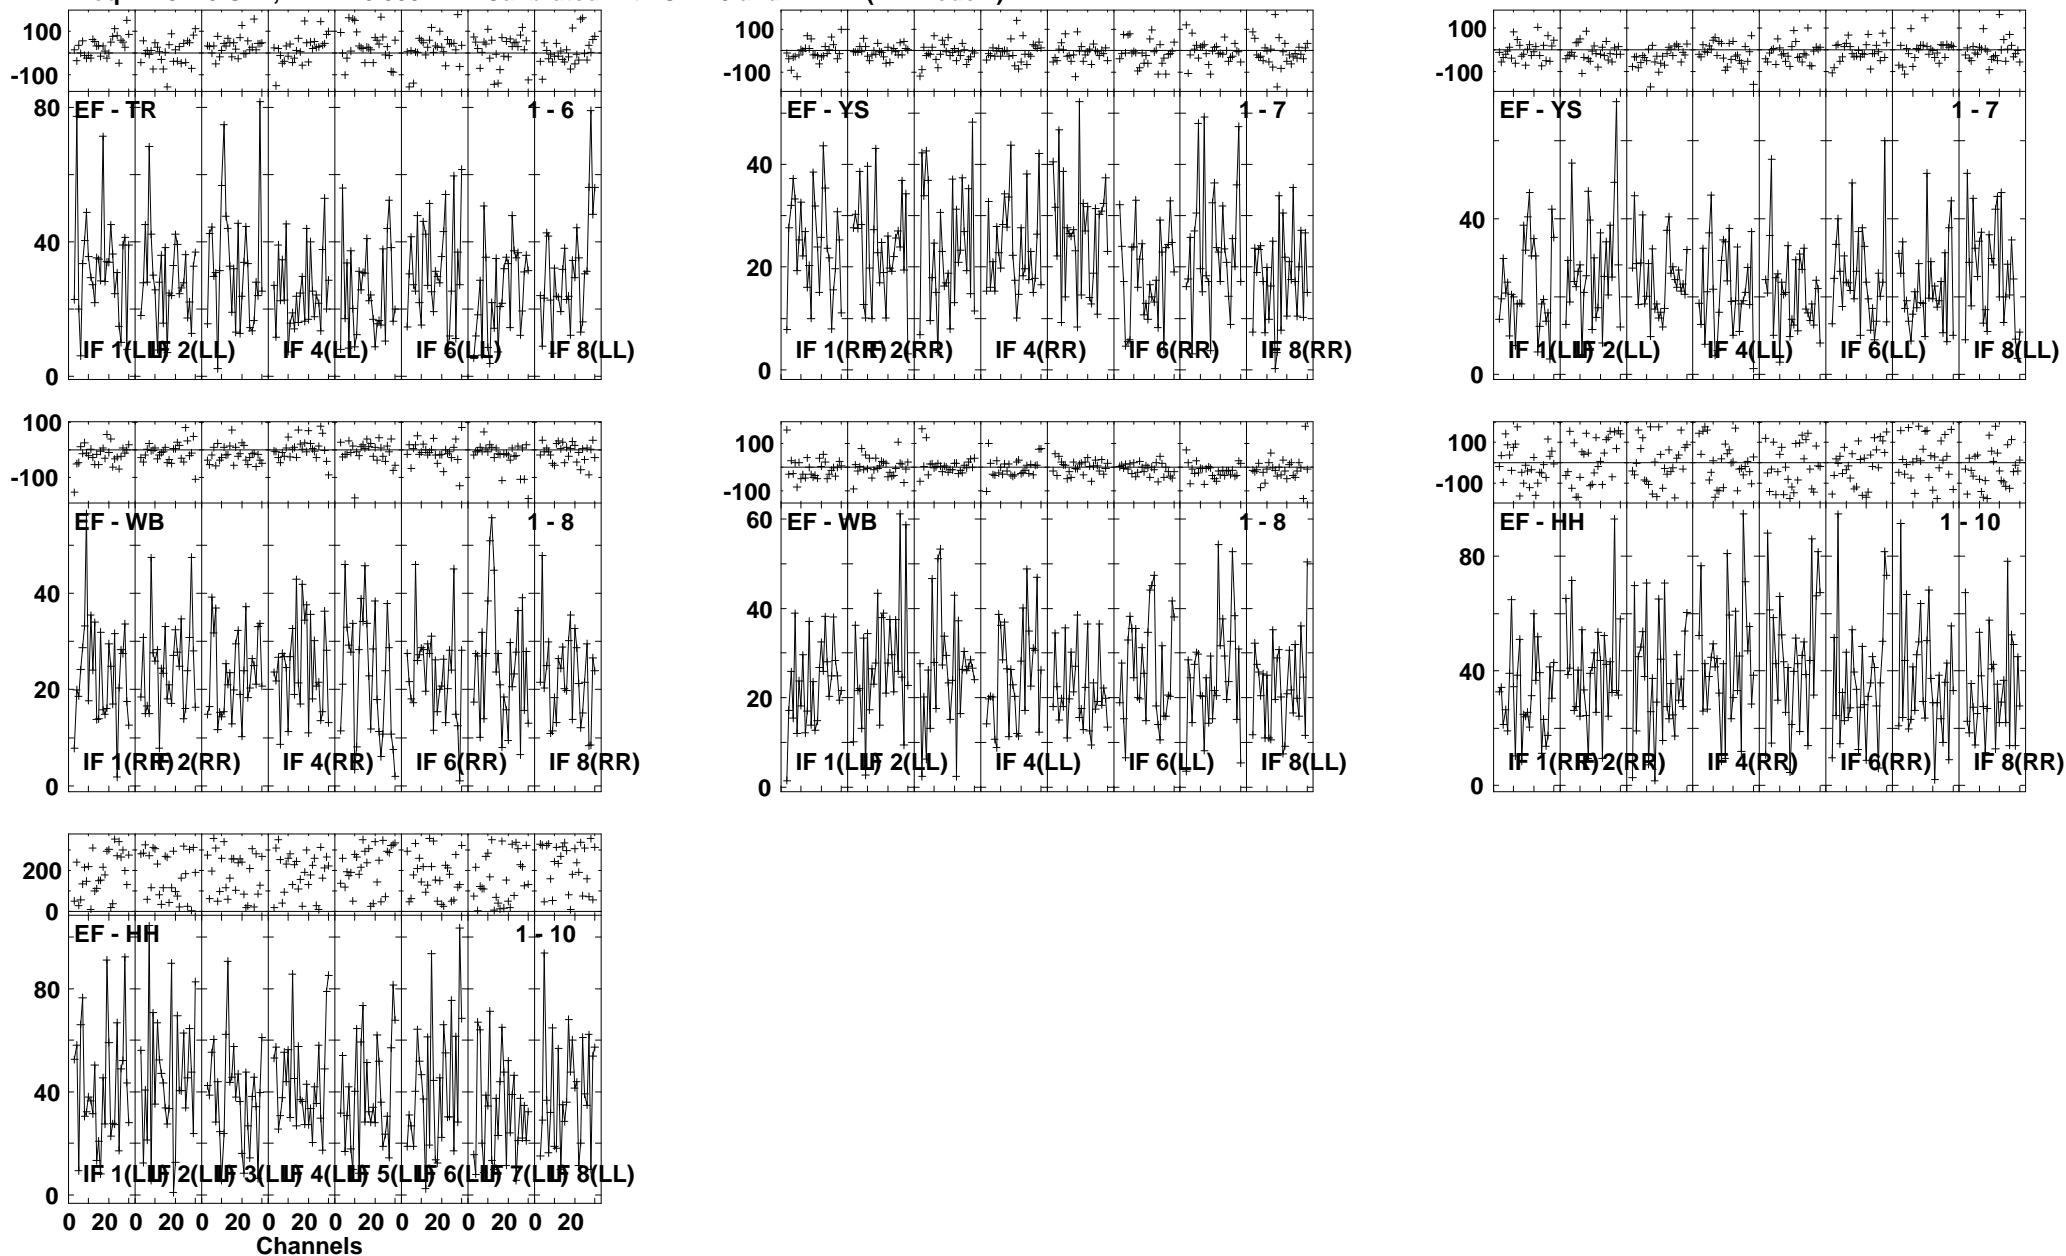 100
-100
80
40
0
EF - TR
1 - 6
IF 1(LL)
IF 2(LL)
IF 4(LL)
IF 6(LL)
IF 8(LL)
100
-100
40
20
0
EF - YS
1 - 7
IF 1(RR)
IF 2(RR)
IF 4(RR)
IF 6(RR)
IF 8(RR)
100
-100
40
0
EF - YS
1 - 7
IF 1(LL)
IF 2(LL)
IF 4(LL)
IF 6(LL)
IF 8(LL)
100
-100
40
20
0
EF - WB
1 - 8
IF 1(RR)
IF 2(RR)
IF 4(RR)
IF 6(RR)
IF 8(RR)
100
-100
60
40
20
0
EF - WB
1 - 8
IF 1(LL)
IF 2(LL)
IF 4(LL)
IF 6(LL)
IF 8(LL)
100
-100
80
40
0
EF - HH
1 - 10
IF 1(RR)
IF 2(RR)
IF 4(RR)
IF 6(RR)
IF 8(RR)
200
0
80
40
0
EF - HH
1 - 10
IF 1(LL)
IF 2(LL)
IF 3(LL)
IF 4(LL)
IF 5(LL)
IF 6(LL)
IF 7(LL)
IF 8(LL)
0 20 0 20 0 20 0 20 0 20 0 20 0 20 0 20
Channels